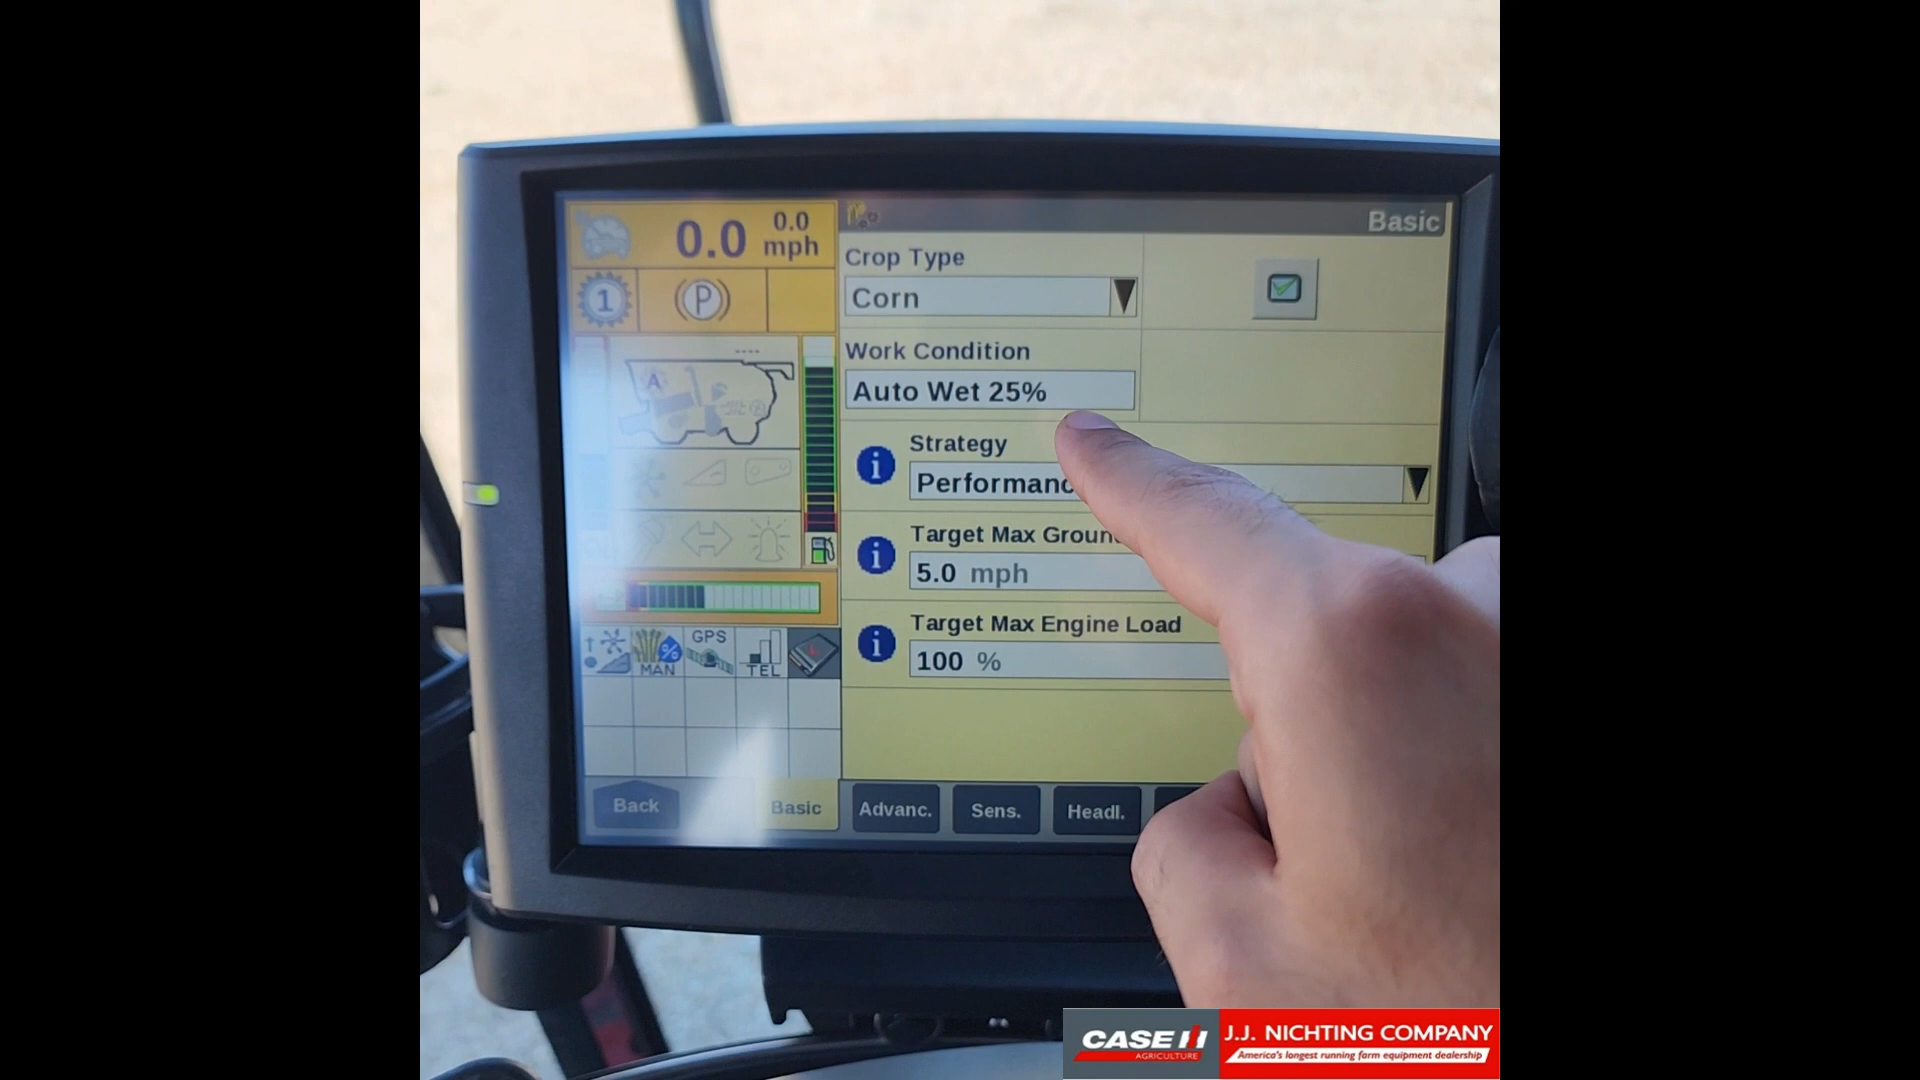 0.0
0.0
mph
Basic
Crop Type
Corn
1
P
Work Condition
Auto Wet 25%
A
Strategy
Performanc
Target Max Groun
5.0 mph
Target Max Engine Load
100 %
GPS
%
MAN
TEL
Back
Basic
Advanc.
Sens.
Headl.
CASE IH
AGRICULTURE
J.J. NICHTING COMPANY
America's longest running farm equipment dealership